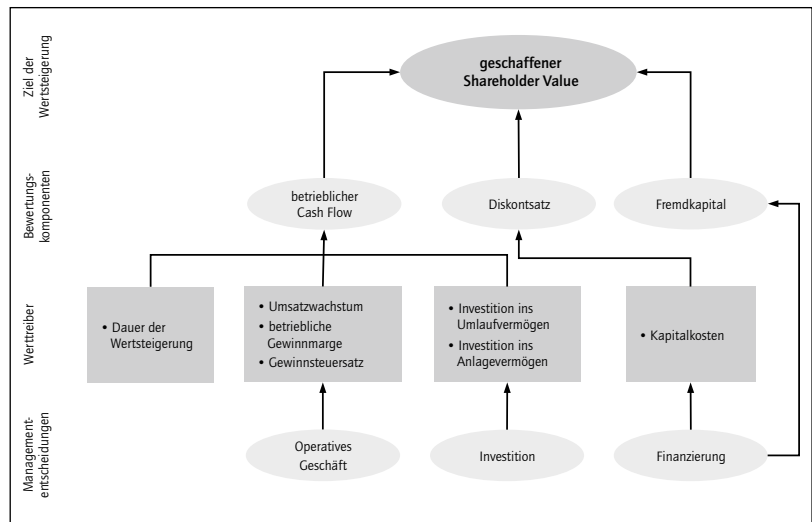 Ziel der
Wertsteigerung
geschaffener
Shareholder Value
Bewertungs-
komponenten
betrieblicher
Cash Flow
Diskontsatz
Fremdkapital
Werttreiber
• Dauer der
Wertsteigerung
• Umsatzwachstum
• betriebliche
Gewinnmarge
• Gewinnsteuersatz
• Investition ins
Umlaufvermögen
• Investition ins
Anlagevermögen
• Kapitalkosten
Management-
entscheidungen
Operatives
Geschäft
Investition
Finanzierung